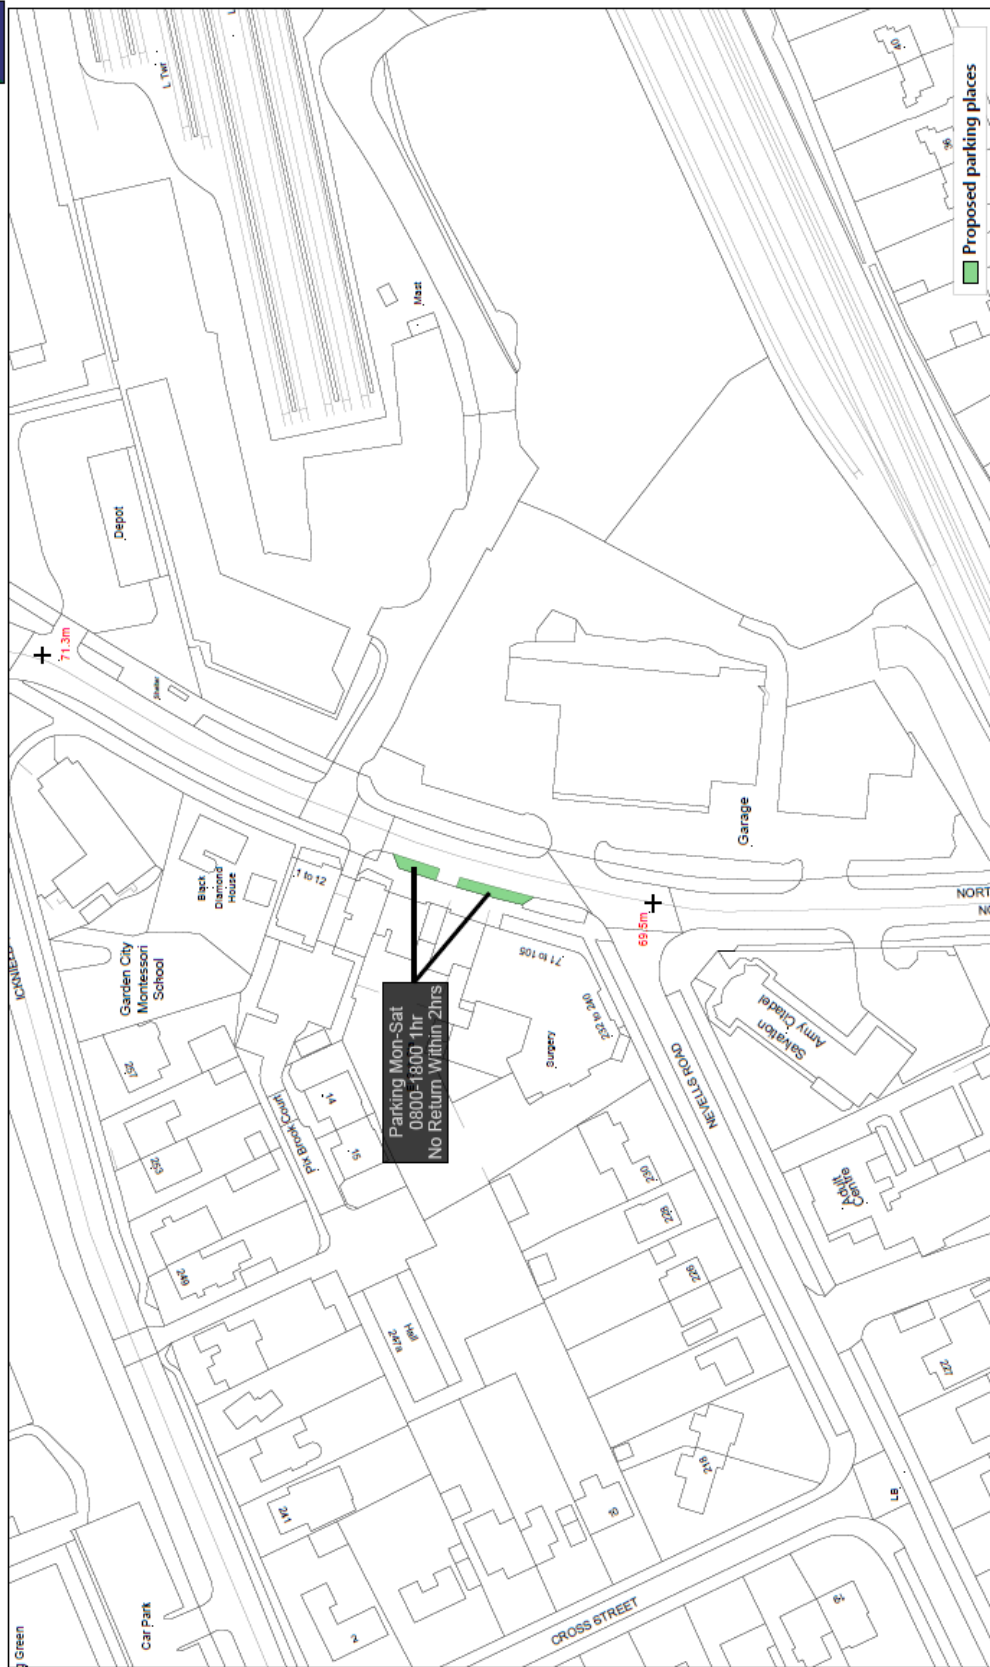 L Twr
L
40
96
Proposed parking places
Mast
Depot
71.3m
Shelter
Black
Diamond
House
1 to 12
Garden City
Montessori
School
ICKNIELD
Garage
69.5m
NORT
NO
71 to 105
232 to 240
Surgery
Parking Mon-Sat
0800-1800 1hr
No Return Within 2hrs
Pix Brook Court
14
16
257
253
249
NEVELLS ROAD
Salvation
Army Citadel
Adult
Centre
230
228
226
247a
Hall
227
218
LB
241
2
CROSS STREET
Car Park
g Green